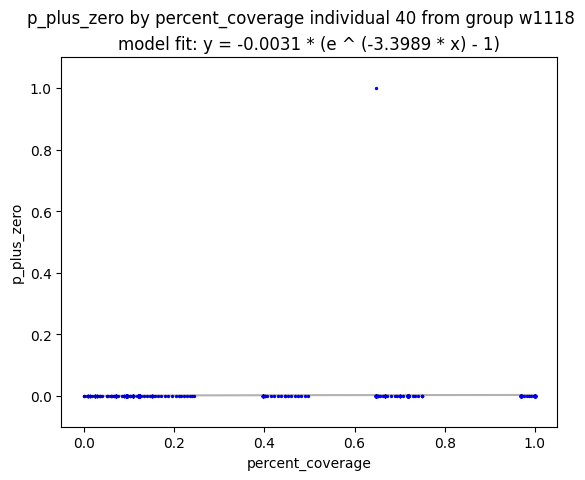 p_plus_zero by percent_coverage individual 40 from group w1118
model fit: y = -0.0031 * (e ^ (-3.3989 * x) - 1)
1.0
0.8
0.6
0.4
0.2
0.0
p_plus_zero
0.0 0.2 0.4 0.6 0.8 1.0
percent_coverage